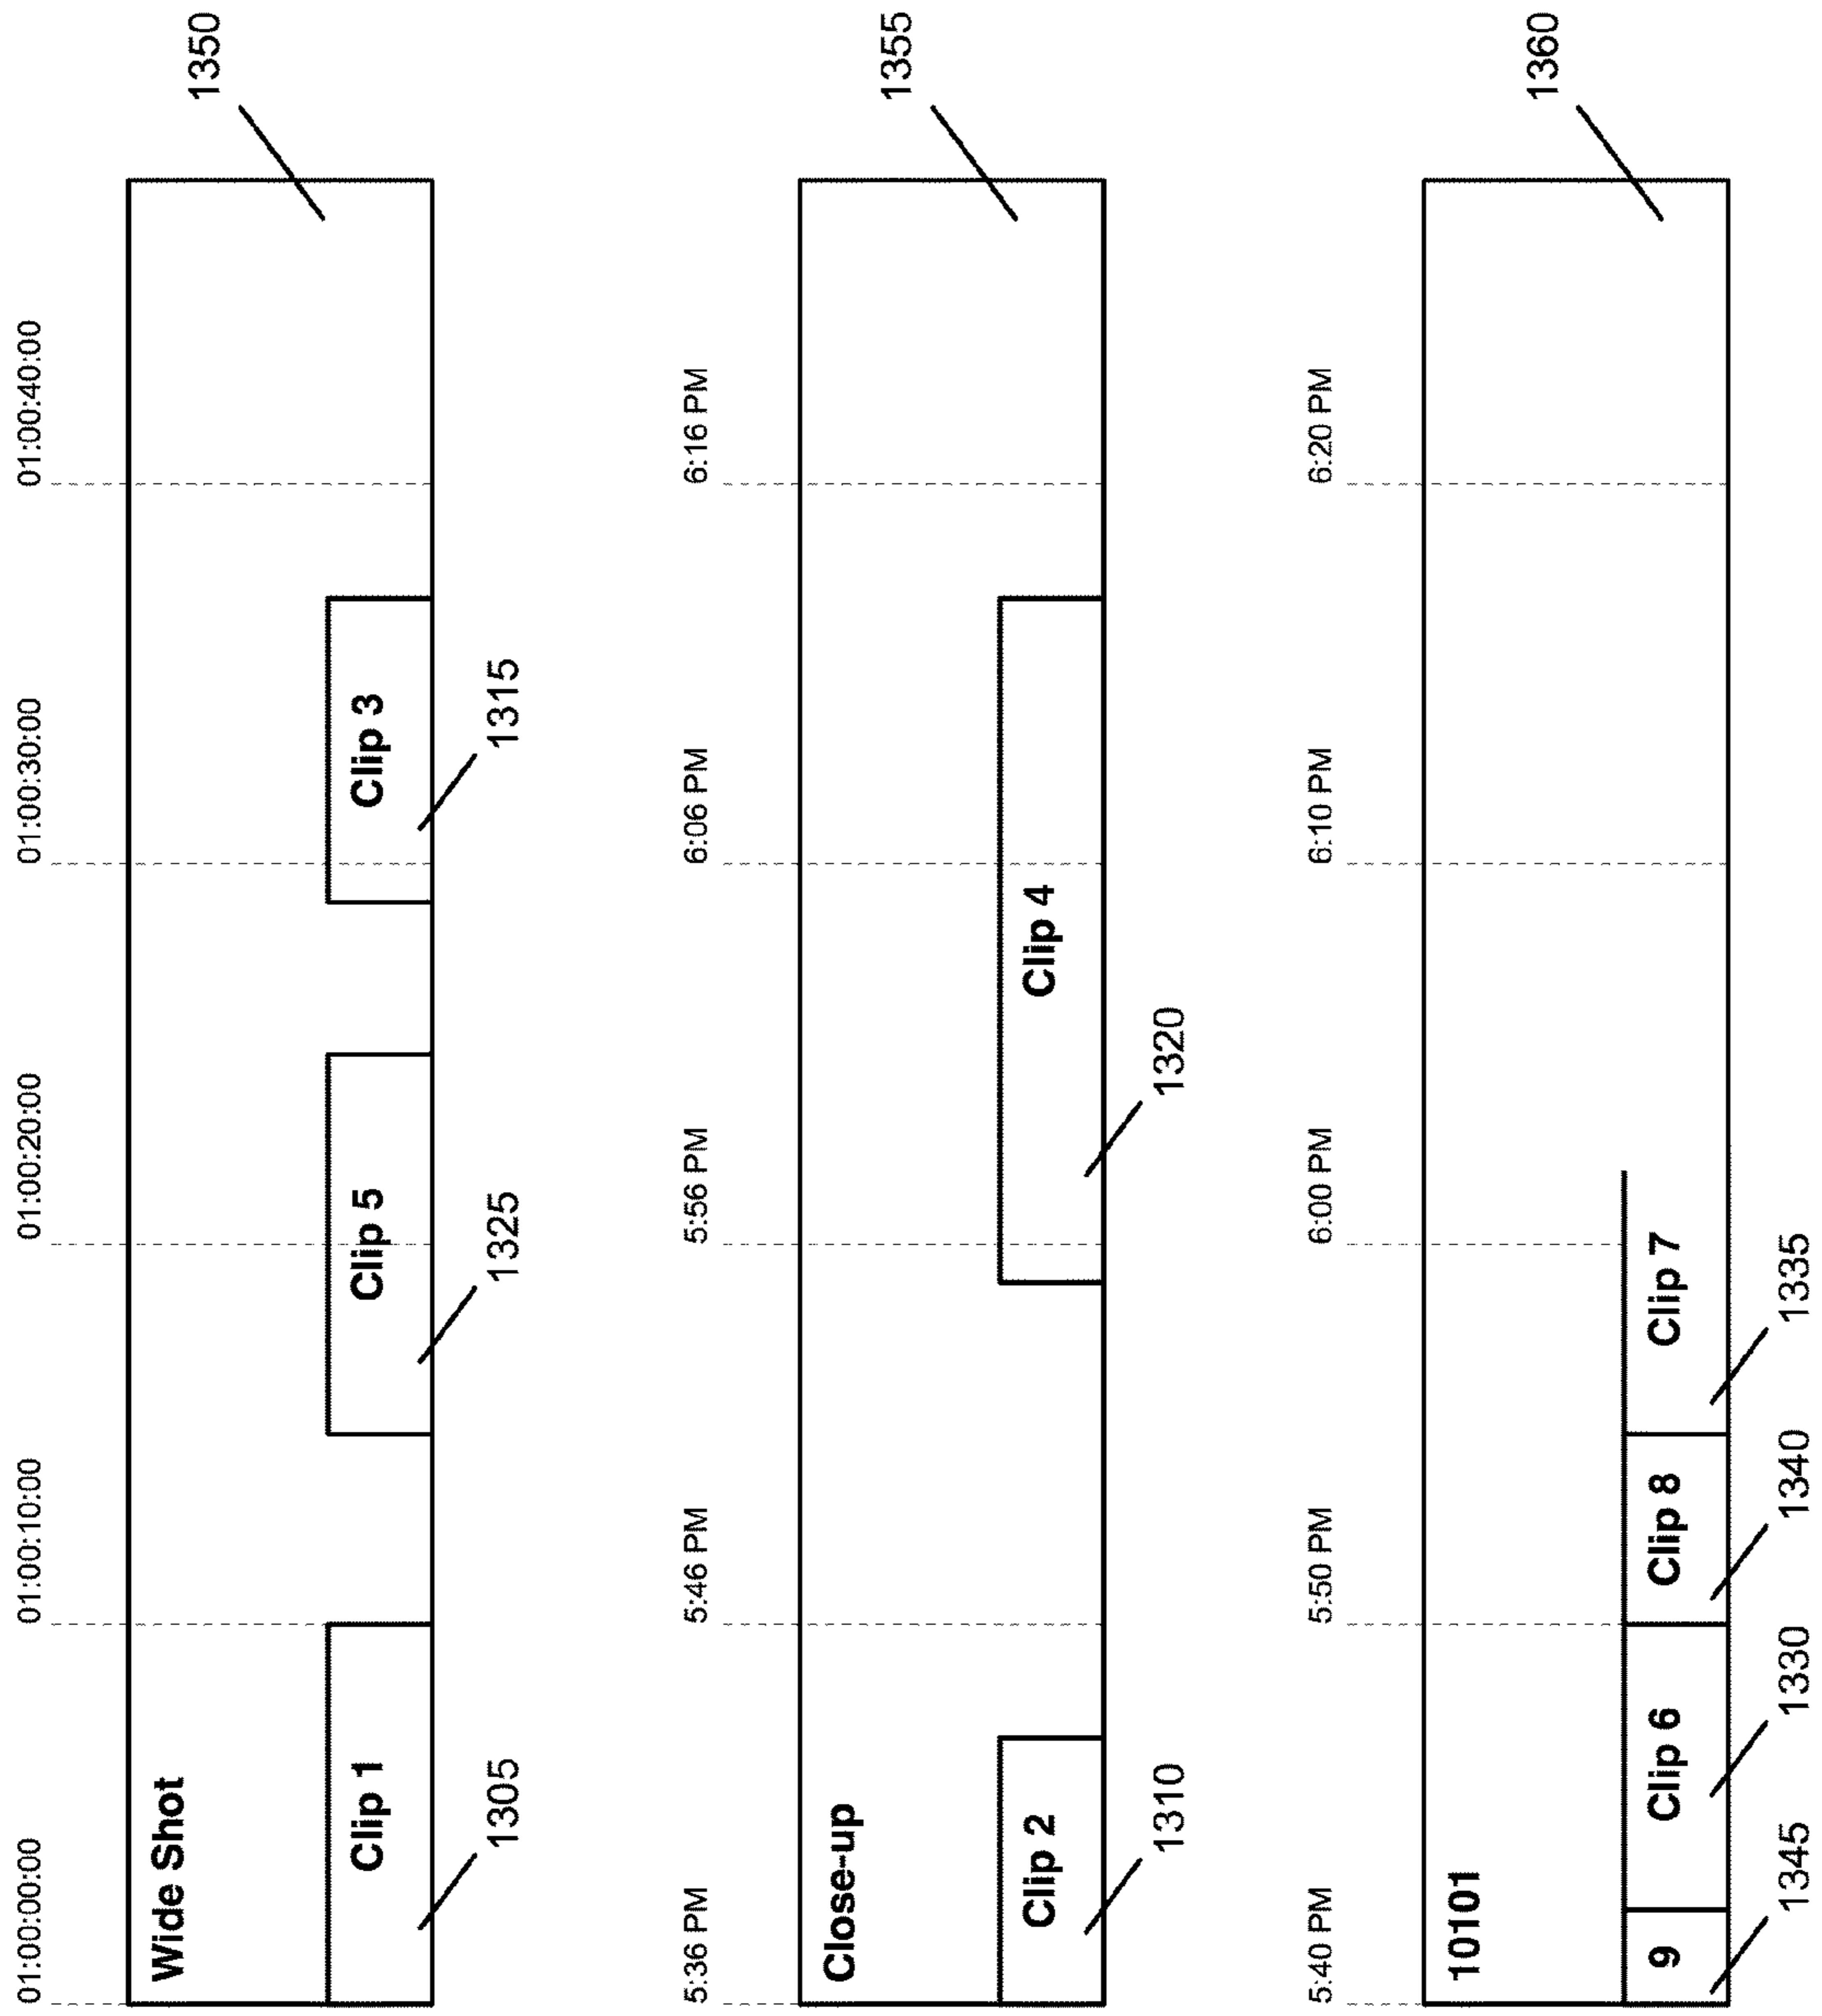 01:00:00:00 01:00:10:00 01:00:20:00 01:00:30:00 01:00:40:00
Wide Shot
1350
Clip 1 Clip 5 Clip 3
1305 1325 1315
5:36 PM 5:46 PM 5:56 PM 6:06 PM 6:16 PM
Close-up
1355
Clip 2 Clip 4
1310 1320
5:40 PM 5:50 PM 6:00 PM 6:10 PM 6:20 PM
10101
1360
9 Clip 6 Clip 8 Clip 7
1345 1330 1340 1335